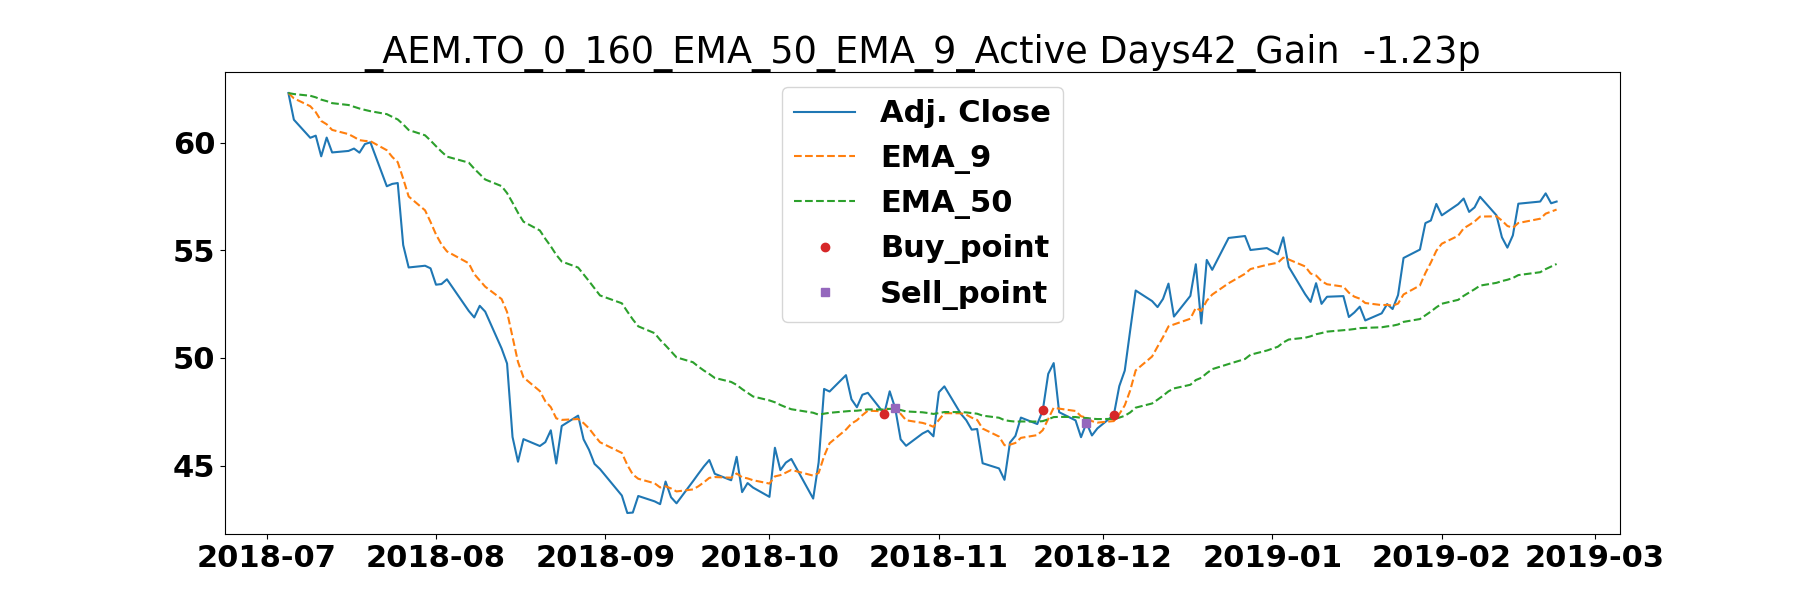 _AEM.TO_0_160_EMA_50_EMA_9_Active Days42_Gain  -1.23p
Adj. Close
EMA_9
EMA_50
Buy_point
Sell_point
60
55
50
45
2018-07 2018-08 2018-09 2018-10 2018-11 2018-12 2019-01 2019-02 2019-03